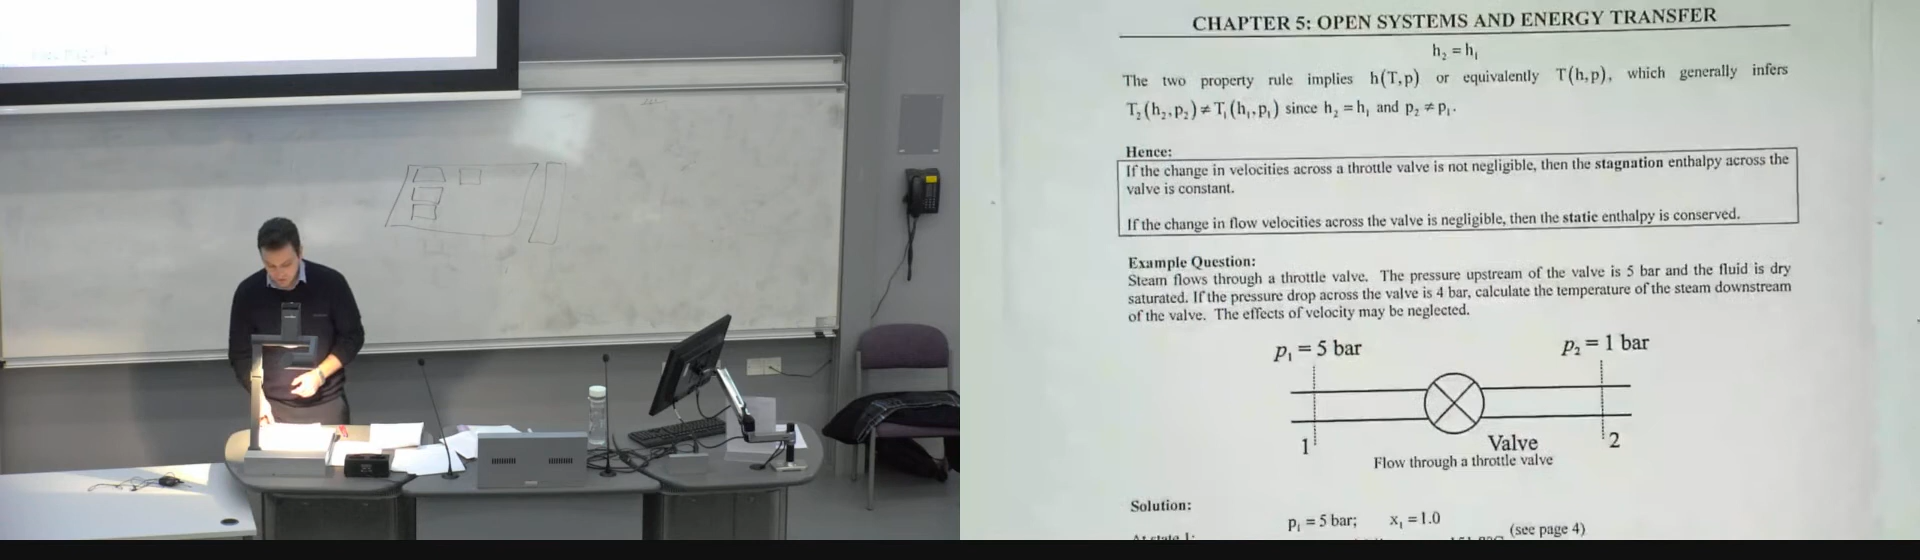 CHAPTER 5: OPEN SYSTEMS AND ENERGY TRANSFER
h₂ = h₁
The two property rule implies h(T,p) or equivalently T(h,p), which generally infers
T₂(h₂,p₂) ≠ T₁(h₁,p₁) since h₂ = h₁ and p₂ ≠ p₁.
Hence:
If the change in velocities across a throttle valve is not negligible, then the stagnation enthalpy across the
valve is constant.
If the change in flow velocities across the valve is negligible, then the static enthalpy is conserved.
Example Question:
Steam flows through a throttle valve. The pressure upstream of the valve is 5 bar and the fluid is dry
saturated. If the pressure drop across the valve is 4 bar, calculate the temperature of the steam downstream
of the valve. The effects of velocity may be neglected.
p₁ = 5 bar
p₂ = 1 bar
1
Valve
2
Flow through a throttle valve
Solution:
p₁ = 5 bar; x₁ = 1.0
(see page 4)
At state 1: